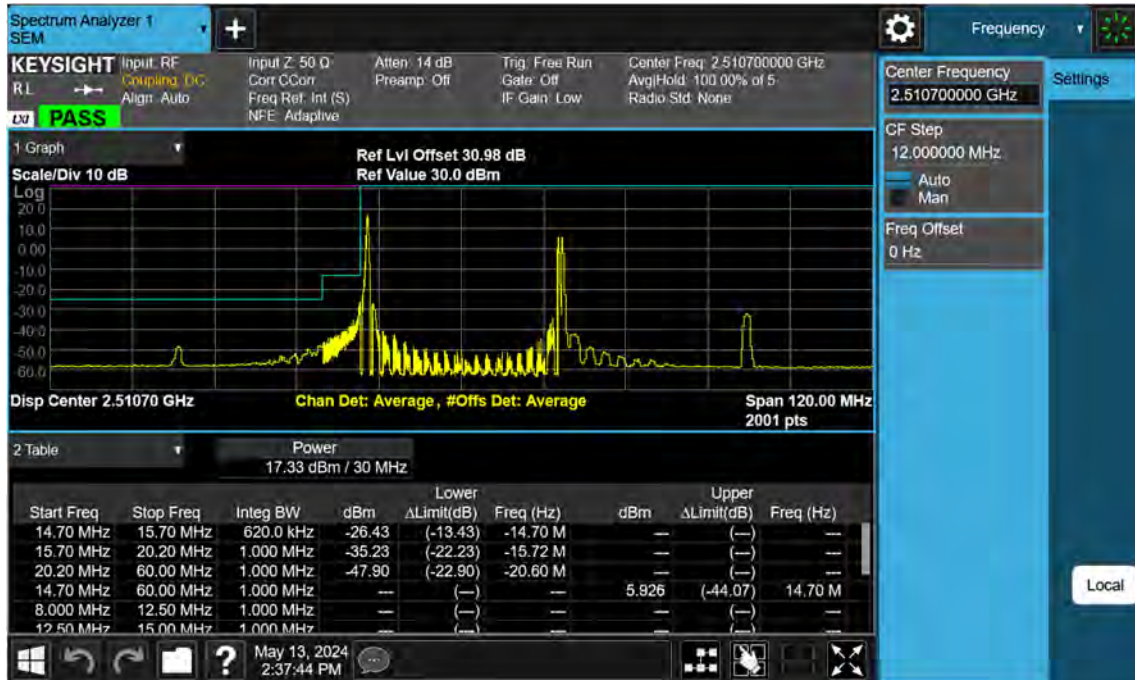 Spectrum Analyzer 1
SEM
Frequency
KEYSIGHT Input: RF Input Z: 50 Ω Atten: 14 dB Trig: Free Run Center Freq: 2.510700000 GHz
RL Coupling: DC Corr CCorr Preamp: Off Gate: Off Avg|Hold: 100.00% of 5
Align: Auto Freq Ref: Int (S) IF Gain: Low Radio Std: None
LXI PASS NFE: Adaptive
Center Frequency
2.510700000 GHz
Settings
CF Step
12.000000 MHz
Auto
Man
Freq Offset
0 Hz
1 Graph
Ref Lvl Offset 30.98 dB
Scale/Div 10 dB Ref Value 30.0 dBm
Log
20.0
10.0
0.00
-10.0
-20.0
-30.0
-40.0
-50.0
-60.0
Disp Center 2.51070 GHz Chan Det: Average, #Offs Det: Average Span 120.00 MHz
2001 pts
2 Table
Power
17.33 dBm / 30 MHz
Lower Upper
Start Freq Stop Freq Integ BW dBm ΔLimit(dB) Freq (Hz) dBm ΔLimit(dB) Freq (Hz)
14.70 MHz 15.70 MHz 620.0 kHz -26.43 (-13.43) -14.70 M --- (---) ---
15.70 MHz 20.20 MHz 1.000 MHz -35.23 (-22.23) -15.72 M --- (---) ---
20.20 MHz 60.00 MHz 1.000 MHz -47.90 (-22.90) -20.60 M --- (---) ---
14.70 MHz 60.00 MHz 1.000 MHz --- (---) --- 5.926 (-44.07) 14.70 M
8.000 MHz 12.50 MHz 1.000 MHz --- (---) --- --- (---) ---
12.50 MHz 15.00 MHz 1.000 MHz --- (---) --- --- (---) ---
Local
?
May 13, 2024
2:37:44 PM